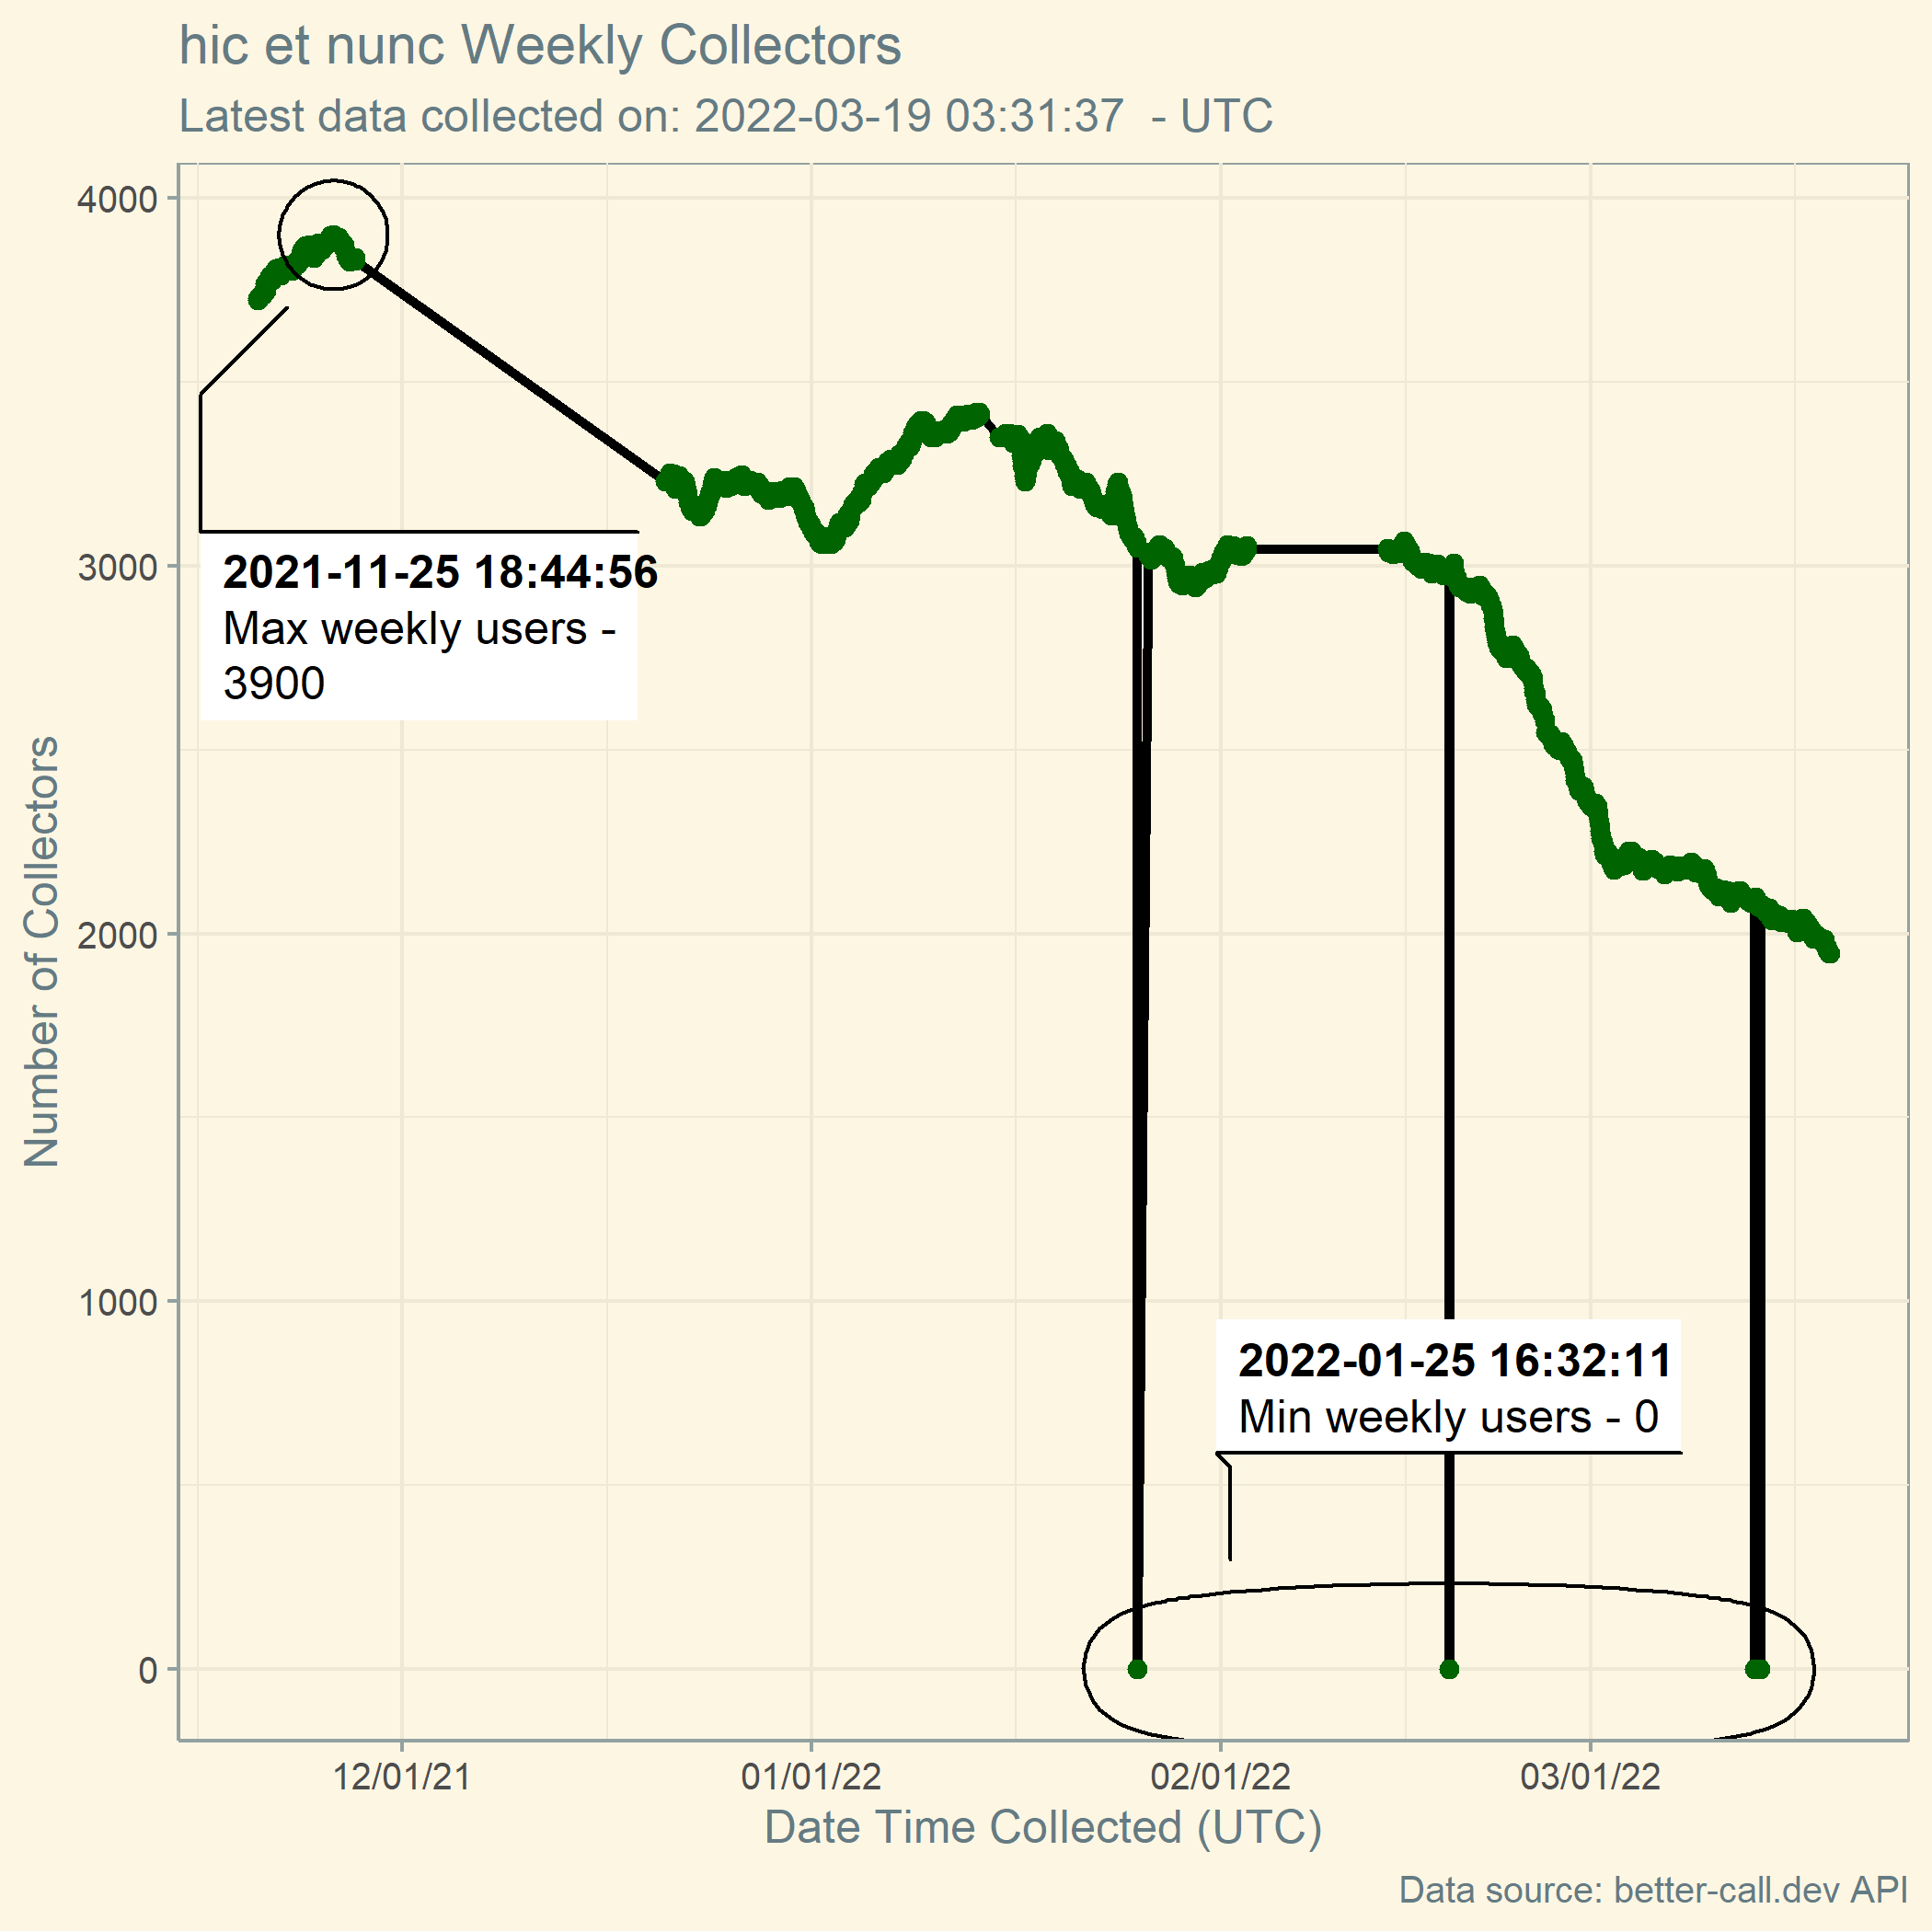 hic et nunc Weekly Collectors
Latest data collected on: 2022-03-19 03:31:37  - UTC
Number of Collectors
4000
3000
2000
1000
0
2021-11-25 18:44:56
Max weekly users -
3900
2022-01-25 16:32:11
Min weekly users - 0
12/01/21
01/01/22
02/01/22
03/01/22
Date Time Collected (UTC)
Data source: better-call.dev API